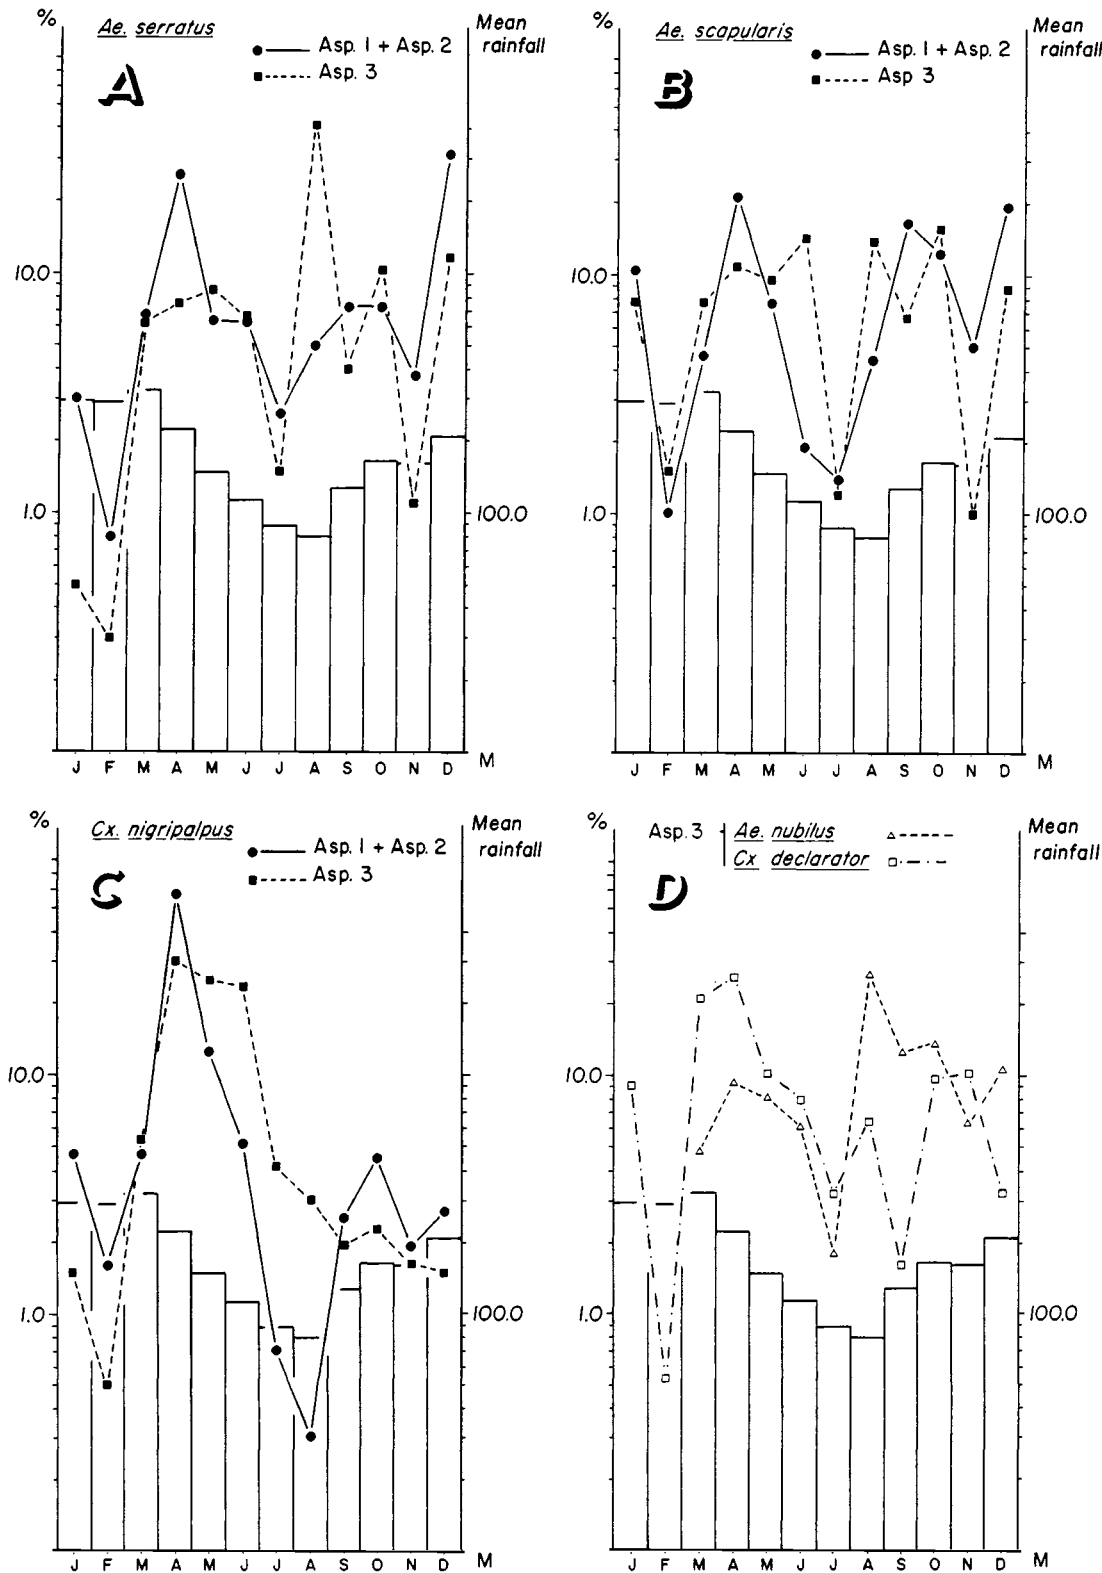 % Ae. serratus Mean
rainfall
Asp. 1 + Asp. 2
Asp. 3
A
10.0
1.0 100.0
J F M A M J J A S O N D M
% Ae. scapularis Mean
rainfall
Asp. 1 + Asp. 2
Asp 3
B
10.0
1.0 100.0
J F M A M J J A S O N D M
% Cx. nigripalpus Mean
rainfall
Asp. 1 + Asp. 2
Asp. 3
C
10.0
1.0 100.0
J F M A M J J A S O N D M
% Asp. 3 Ae. nubilus Mean
Cx declarator rainfall
D
10.0
1.0 100.0
J F M A M J J A S O N D M